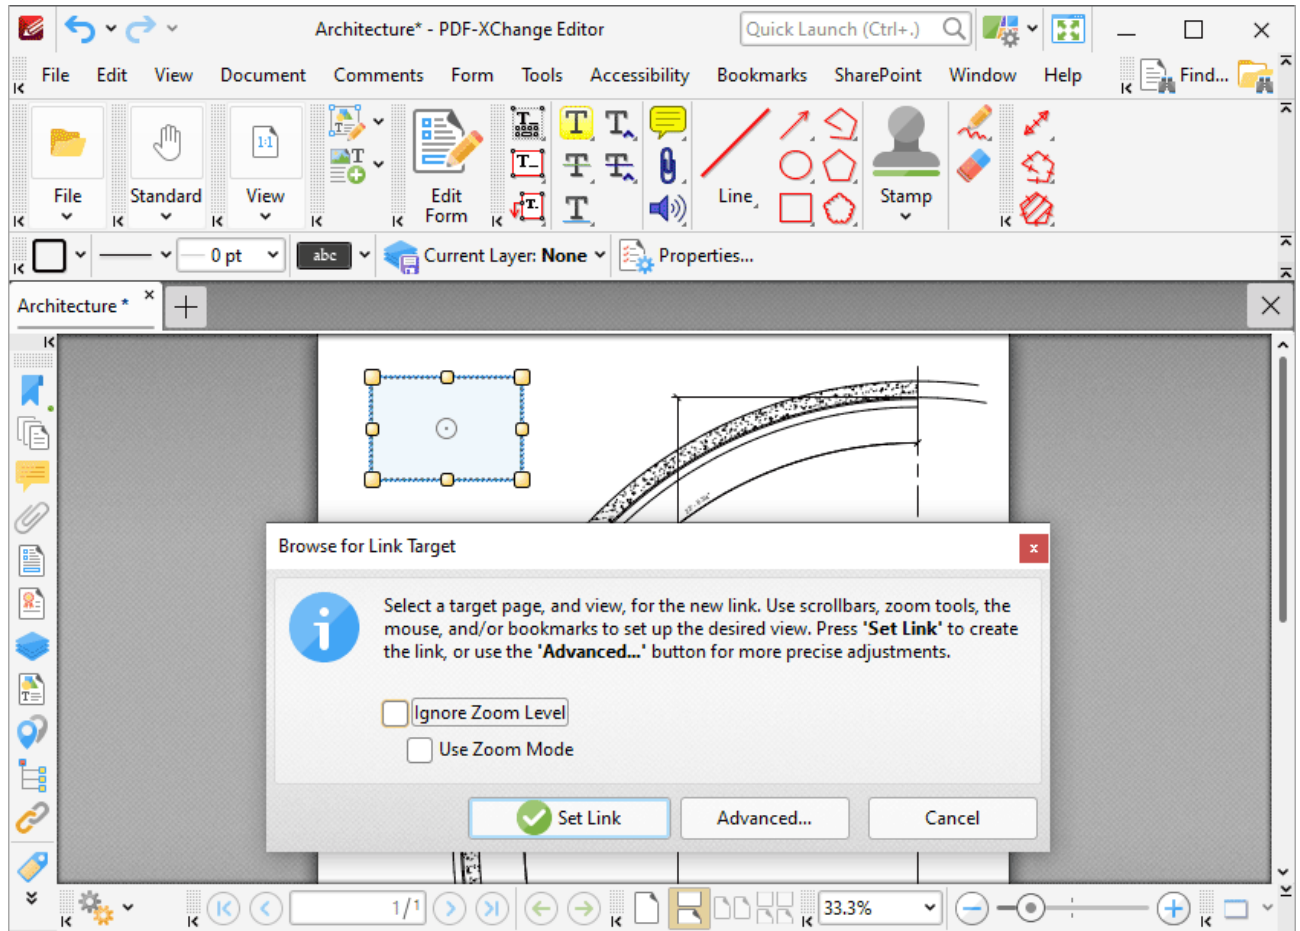 Architecture* - PDF-XChange Editor
Quick Launch (Ctrl+.)
File Edit View Document Comments Form Tools Accessibility Bookmarks SharePoint Window Help
Find...
1:1
File
Standard
View
Edit
Form
Line
Stamp
0 pt
abc
Current Layer: None
Properties...
Architecture *
Browse for Link Target
Select a target page, and view, for the new link. Use scrollbars, zoom tools, the
mouse, and/or bookmarks to set up the desired view. Press 'Set Link' to create
the link, or use the 'Advanced...' button for more precise adjustments.
Ignore Zoom Level
Use Zoom Mode
Set Link
Advanced...
Cancel
1/1
33.3%